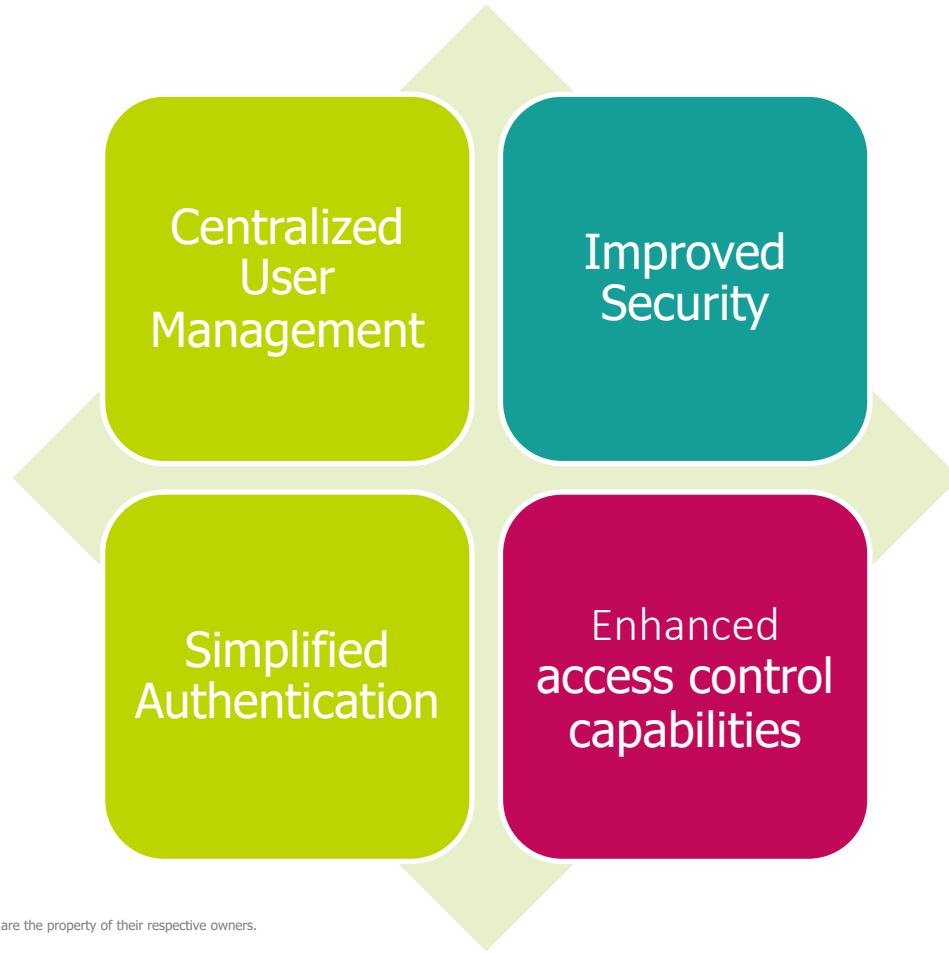 Centralized
User
Management
Improved
Security
Simplified
Authentication
Enhanced
access control
capabilities
are the property of their respective owners.